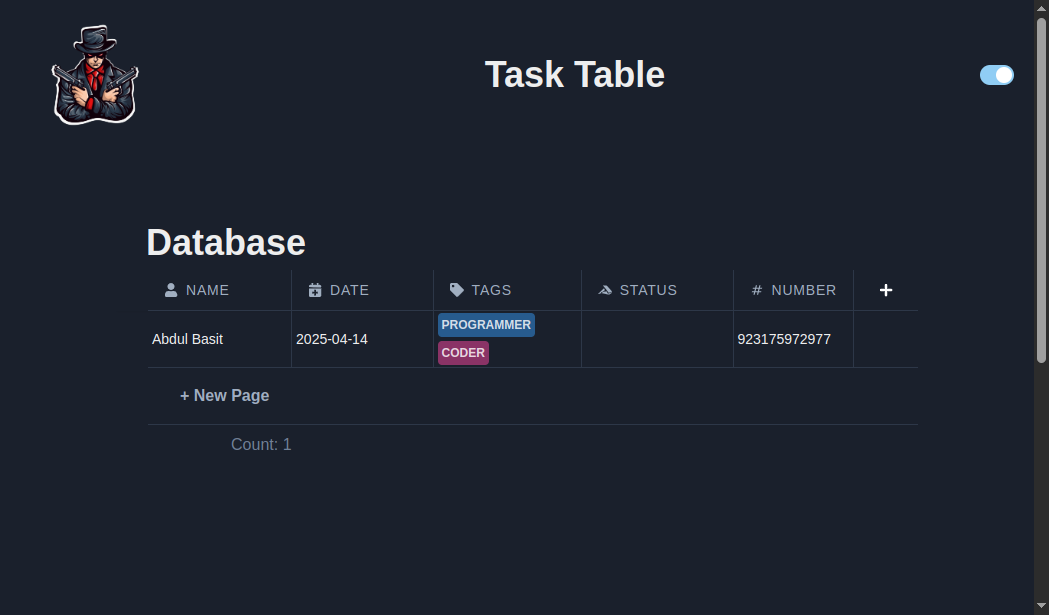 Task Table
Database
NAME DATE TAGS STATUS # NUMBER +
Abdul Basit 2025-04-14 PROGRAMMER 923175972977
CODER
+ New Page
Count: 1